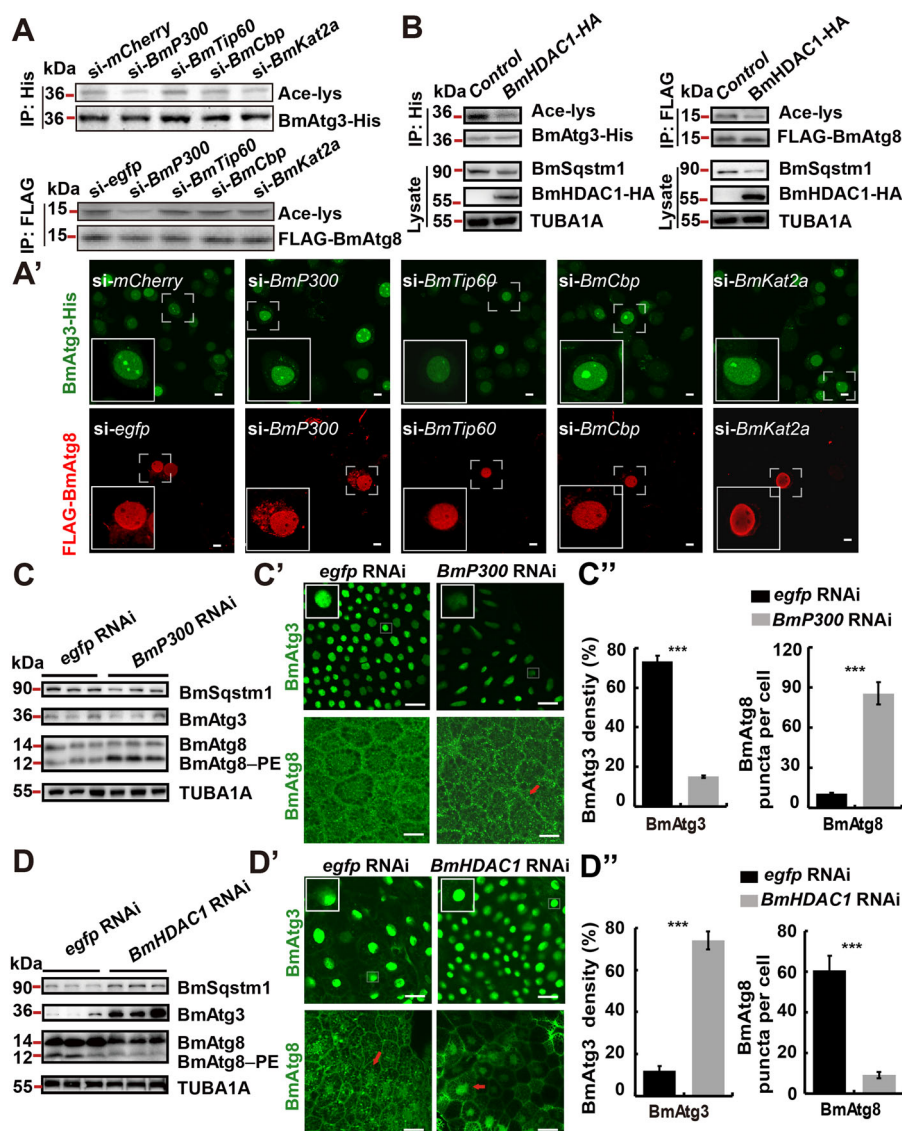 A
si-mCherry si-BmP300 si-BmTip60 si-BmCbp si-BmKat2a
kDa
IP: His
36 Ace-lys
36 BmAtg3-His
si-egfp si-BmP300 si-BmTip60 si-BmCbp si-BmKat2a
kDa
IP: FLAG
15 Ace-lys
15 FLAG-BmAtg8
B
Control BmHDAC1-HA
kDa
IP: His
36 Ace-lys
36 BmAtg3-His
Lysate
90 BmSqstm1
55 BmHDAC1-HA
55 TUBA1A
Control BmHDAC1-HA
kDa
IP: FLAG
15 Ace-lys
15 FLAG-BmAtg8
Lysate
90 BmSqstm1
55 BmHDAC1-HA
55 TUBA1A
A'
BmAtg3-His
si-mCherry si-BmP300 si-BmTip60 si-BmCbp si-BmKat2a
FLAG-BmAtg8
si-egfp si-BmP300 si-BmTip60 si-BmCbp si-BmKat2a
C
egfp RNAi BmP300 RNAi
kDa
90 BmSqstm1
36 BmAtg3
14 BmAtg8
12 BmAtg8–PE
55 TUBA1A
C'
egfp RNAi BmP300 RNAi
BmAtg3
BmAtg8
C''
egfp RNAi
BmP300 RNAi
BmAtg3 denstiy (%)
80
60
40
20
0
***
BmAtg3
BmAtg8
puncta per cell
120
90
60
30
0
***
BmAtg8
D
egfp RNAi BmHDAC1 RNAi
kDa
90 BmSqstm1
36 BmAtg3
14 BmAtg8
12 BmAtg8–PE
55 TUBA1A
D'
egfp RNAi BmHDAC1 RNAi
BmAtg3
BmAtg8
D''
egfp RNAi
BmHDAC1 RNAi
BmAtg3 density (%)
80
60
40
20
0
***
BmAtg3
BmAtg8
puncta per cell
80
60
40
20
0
***
BmAtg8